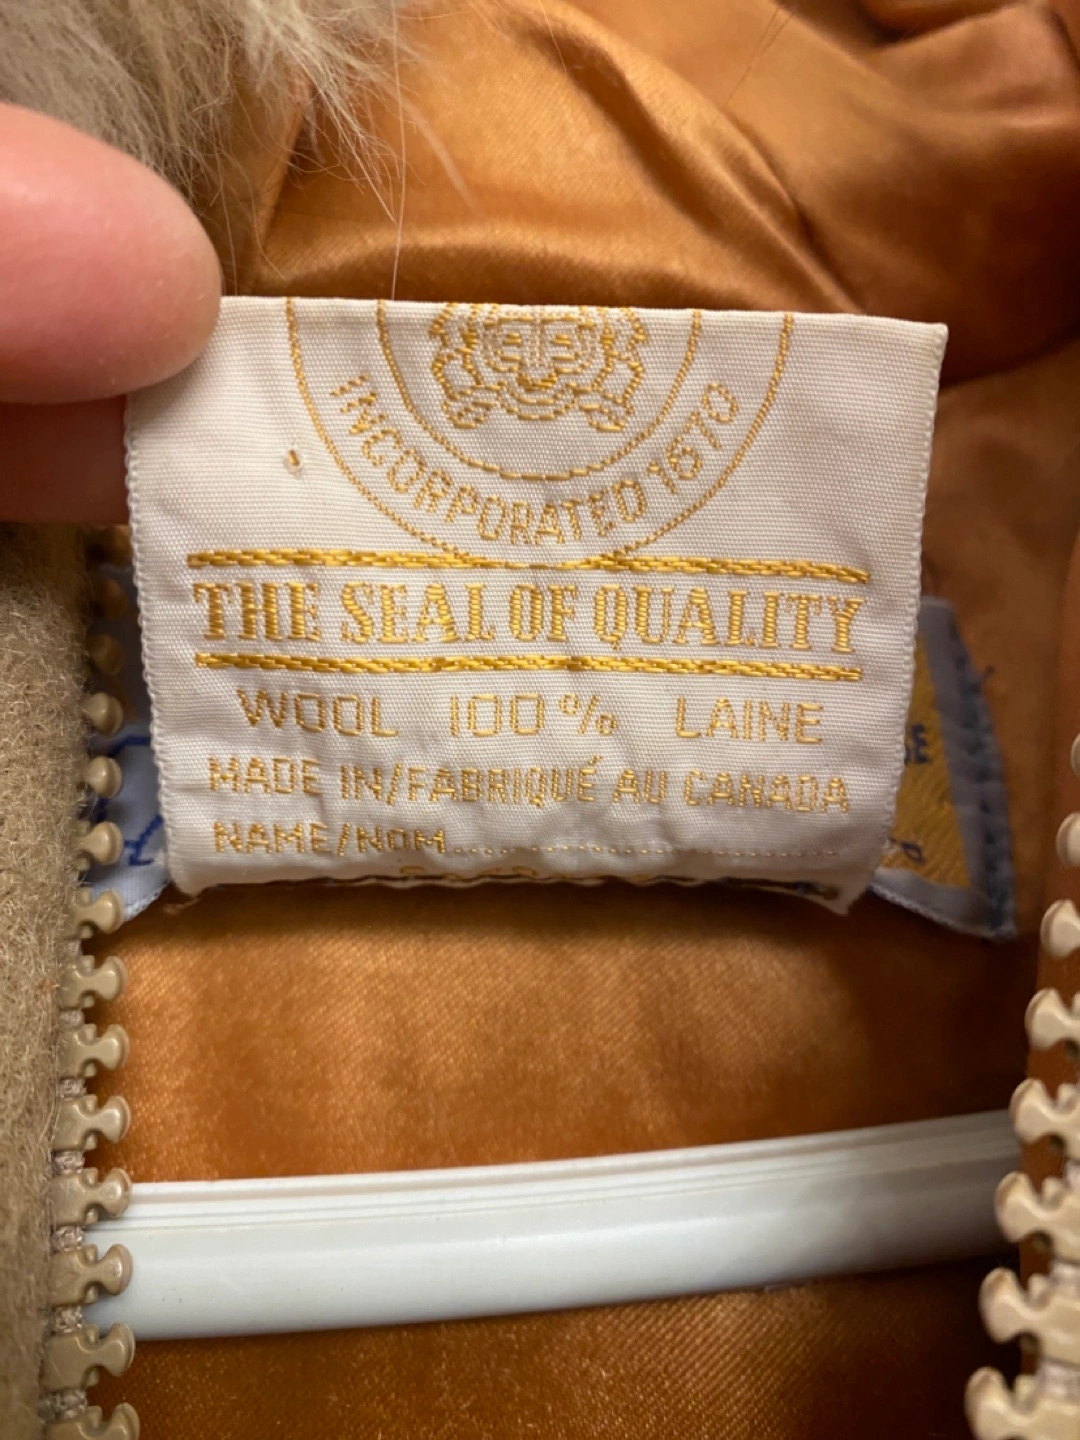 INCORPORATED 1670
THE SEAL OF QUALITY
WOOL 100% LAINE
MADE IN/FABRIQUÉ AU CANADA
NAME/NOM